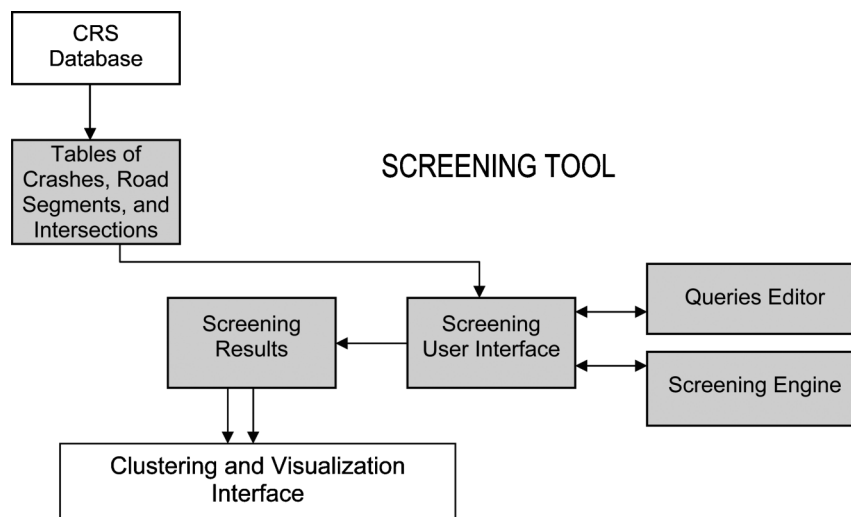 CRS
Database
Tables of
Crashes, Road
Segments, and
Intersections
SCREENING TOOL
Screening
Results
Screening
User Interface
Queries Editor
Screening Engine
Clustering and Visualization
Interface